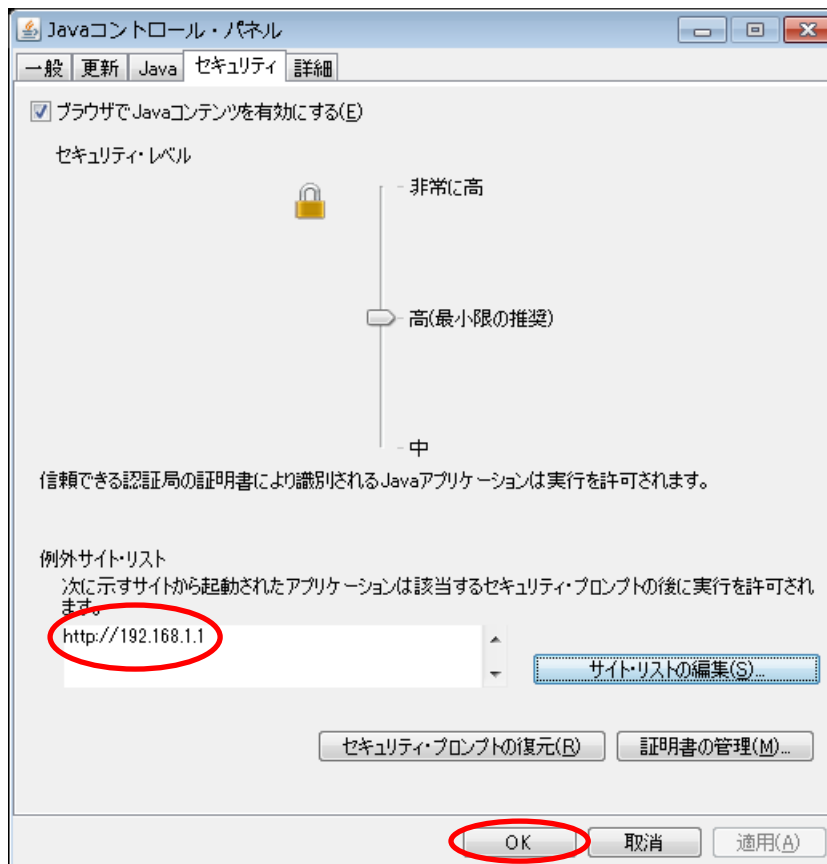 Javaコントロール・パネル
一般 更新 Java セキュリティ 詳細
ブラウザでJavaコンテンツを有効にする(E)
セキュリティ・レベル
非常に高
高(最小限の推奨)
中
信頼できる認証局の証明書により識別されるJavaアプリケーションは実行を許可されます。
例外サイト・リスト
次に示すサイトから起動されたアプリケーションは該当するセキュリティ・プロンプトの後に実行を許可され
ます。
http://192.168.1.1
サイト・リストの編集(S)...
セキュリティ・プロンプトの復元(R) 証明書の管理(M)...
OK 取消 適用(A)